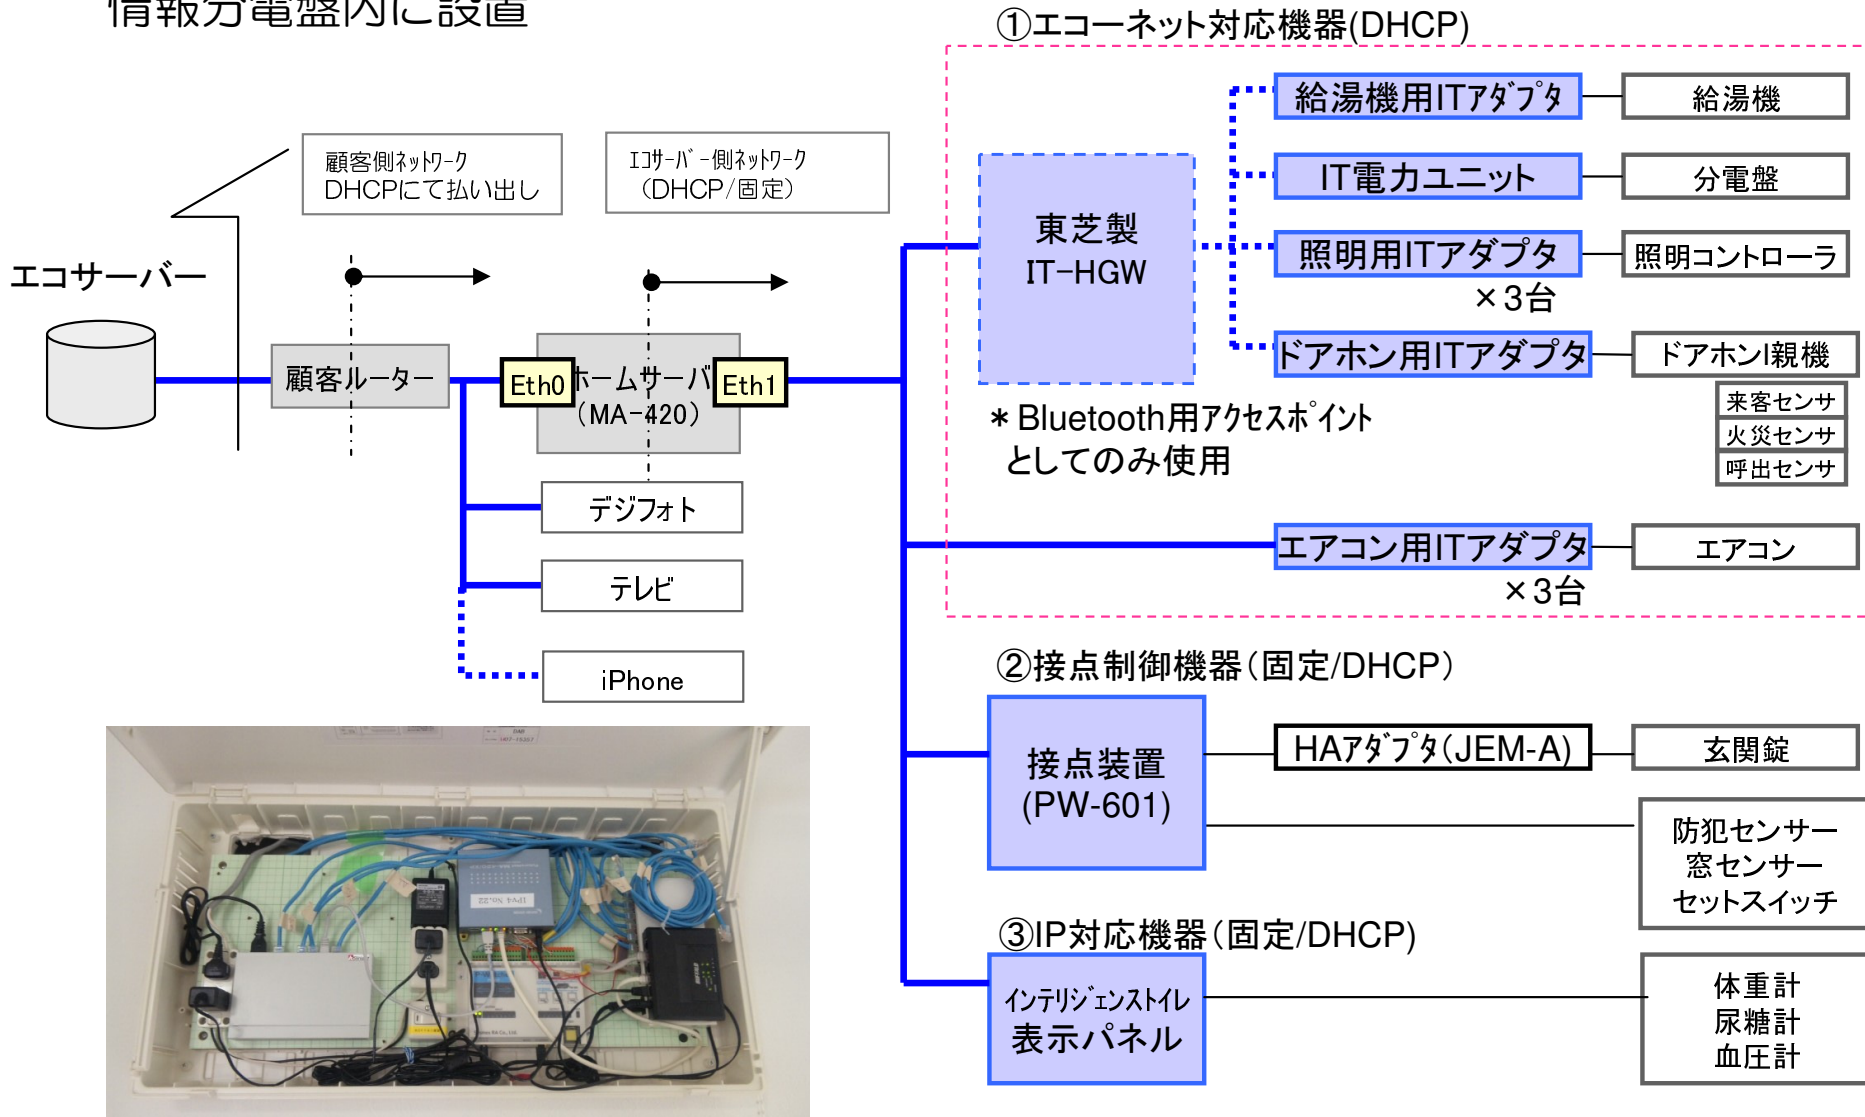 情報分電盤内に設置
①エコーネット対応機器(DHCP)
給湯機用ITｱﾀﾞﾌﾟﾀ
給湯機
顧客側ﾈｯﾄﾜｰｸ
DHCPにて払い出し
ｴｺｻｰﾊﾞｰ側ﾈｯﾄﾜｰｸ
（DHCP/固定）
IT電力ユニット
分電盤
東芝製
IT-HGW
照明用ITアダプタ
×3台
照明コントローラ
エコサーバー
顧客ルーター
Eth0
ホームサーバ
（MA-420）
Eth1
ドアホン用ITアダプタ
ドアホンI親機
来客センサ
火災センサ
呼出センサ
＊Bluetooth用ｱｸｾｽﾎﾟｲﾝﾄ
としてのみ使用
デジフォト
テレビ
iPhone
エアコン用ITアダプタ
×3台
エアコン
②接点制御機器（固定/DHCP）
接点装置
(PW-601)
HAｱﾀﾞﾌﾟﾀ(JEM-A)
玄関錠
防犯センサー
窓センサー
セットスイッチ
③IP対応機器（固定/DHCP)
ｲﾝﾃﾘｼﾞｪﾝｽトイレ
表示パネル
体重計
尿糖計
血圧計
IPv4 No.22